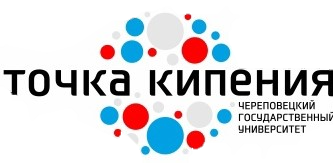 точка кипения
ЧЕРЕПОВЕЦКИЙ
ГОСУДАРСТВЕННЫЙ
УНИВЕРСИТЕТ